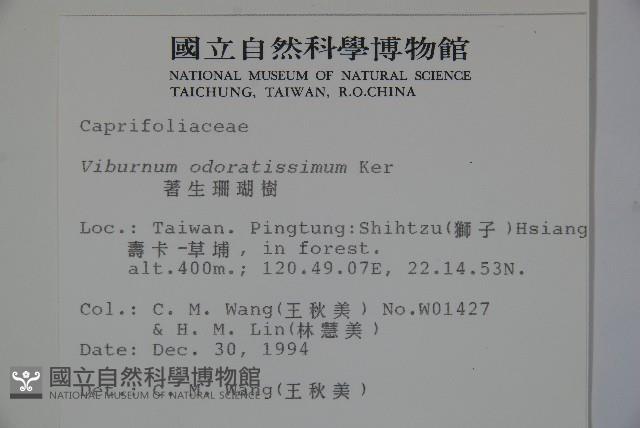 國立自然科學博物館
NATIONAL MUSEUM OF NATURAL SCIENCE
TAICHUNG, TAIWAN, R.O.CHINA
Caprifoliaceae
Viburnum odoratissimum Ker
著生珊瑚樹
Loc.: Taiwan. Pingtung:Shihtzu(獅子)Hsiang
壽卡-草埔, in forest.
alt.400m.; 120.49.07E, 22.14.53N.
Col.: C. M. Wang(王秋美) No.W01427
& H. M. Lin(林慧美)
Date: Dec. 30, 1994
國立自然科學博物館
NATIONAL MUSEUM OF NATURAL SCIENCE
Det.: C. M. Wang(王秋美)